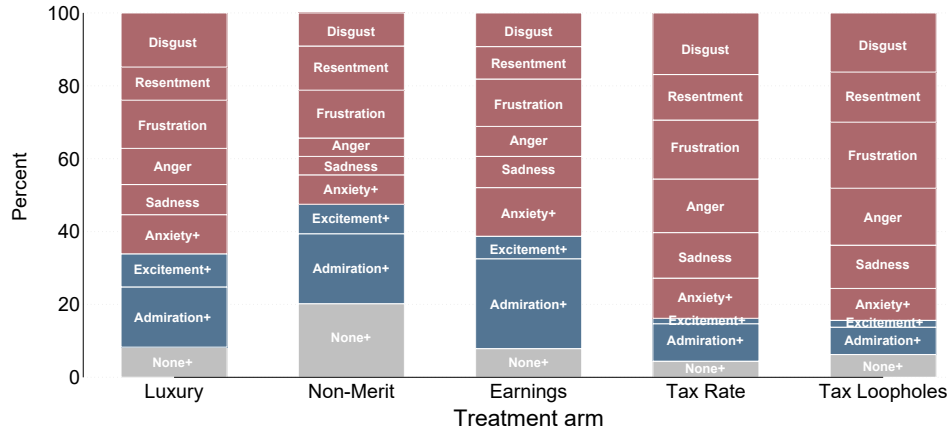 Percent
100
80
60
40
20
0
Disgust
Resentment
Frustration
Anger
Sadness
Anxiety+
Excitement+
Admiration+
None+
Disgust
Resentment
Frustration
Anger
Sadness
Anxiety+
Excitement+
Admiration+
None+
Disgust
Resentment
Frustration
Anger
Sadness
Anxiety+
Excitement+
Admiration+
None+
Disgust
Resentment
Frustration
Anger
Sadness
Anxiety+
Excitement+
Admiration+
None+
Disgust
Resentment
Frustration
Anger
Sadness
Anxiety+
Excitement+
Admiration+
None+
Luxury Non-Merit Earnings Tax Rate Tax Loopholes
Treatment arm